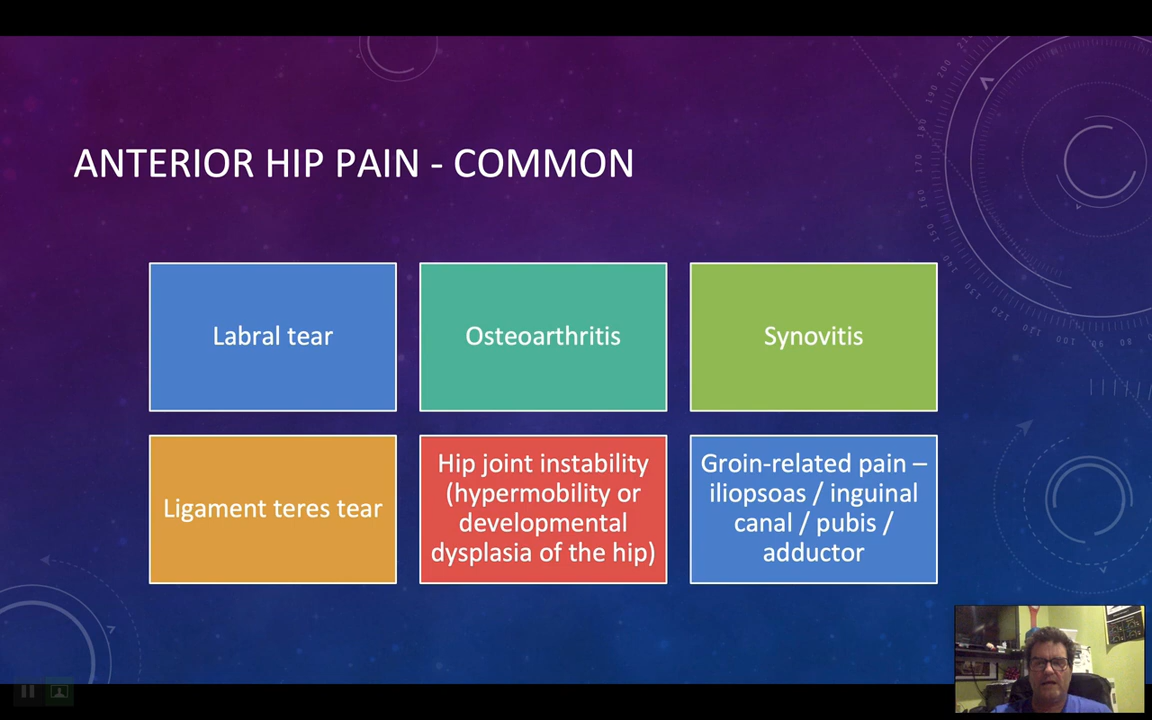 ANTERIOR HIP PAIN - COMMON
Labral tear
Osteoarthritis
Synovitis
Ligament teres tear
Hip joint instability
(hypermobility or
developmental
dysplasia of the hip)
Groin-related pain –
iliopsoas / inguinal
canal / pubis /
adductor